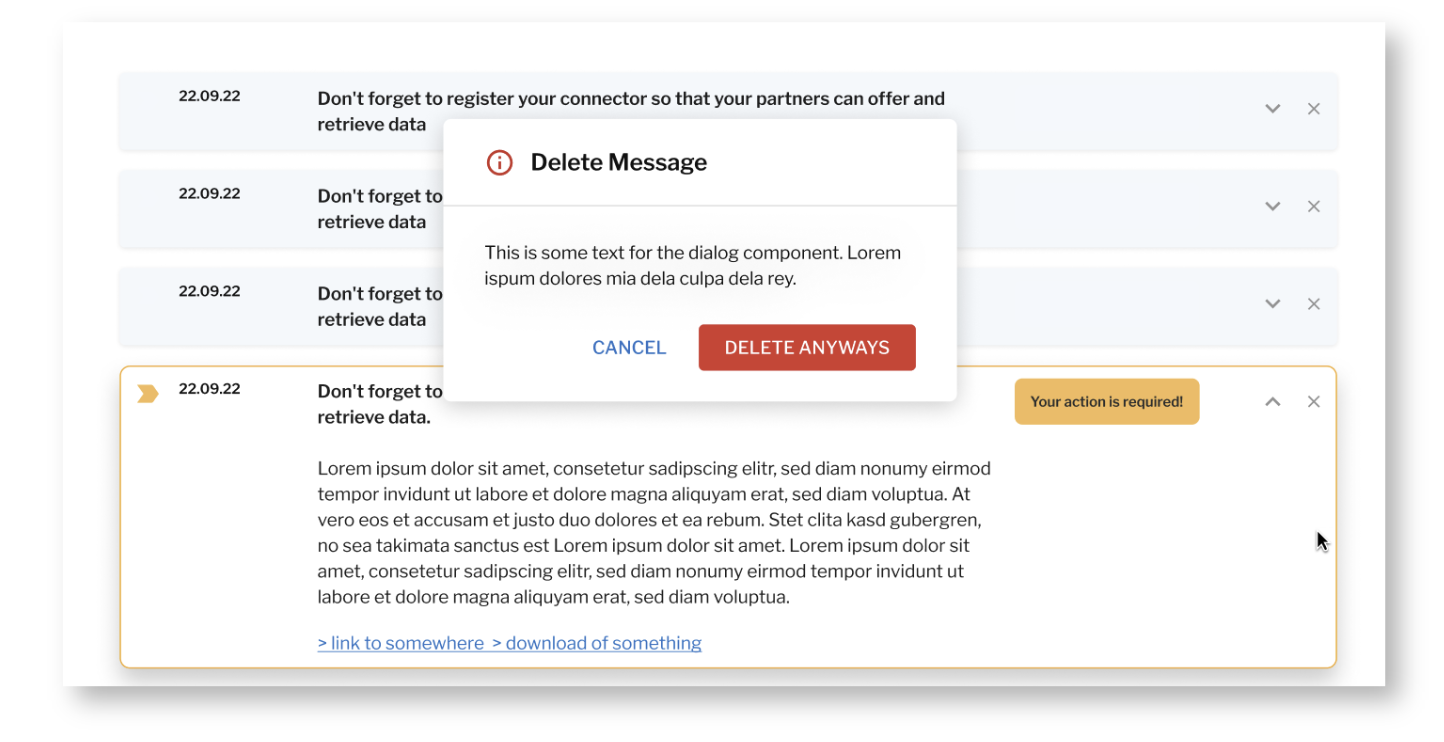 22.09.22
Don't forget to register your connector so that your partners can offer and
retrieve data
22.09.22
Don't forget to
retrieve data
22.09.22
Don't forget to
retrieve data
Delete Message
This is some text for the dialog component. Lorem
ispum dolores mia dela culpa dela rey.
CANCEL
DELETE ANYWAYS
22.09.22
Don't forget to
retrieve data.
Your action is required!
Lorem ipsum dolor sit amet, consetetur sadipscing elitr, sed diam nonumy eirmod
tempor invidunt ut labore et dolore magna aliquyam erat, sed diam voluptua. At
vero eos et accusam et justo duo dolores et ea rebum. Stet clita kasd gubergren,
no sea takimata sanctus est Lorem ipsum dolor sit amet. Lorem ipsum dolor sit
amet, consetetur sadipscing elitr, sed diam nonumy eirmod tempor invidunt ut
labore et dolore magna aliquyam erat, sed diam voluptua.
> link to somewhere > download of something